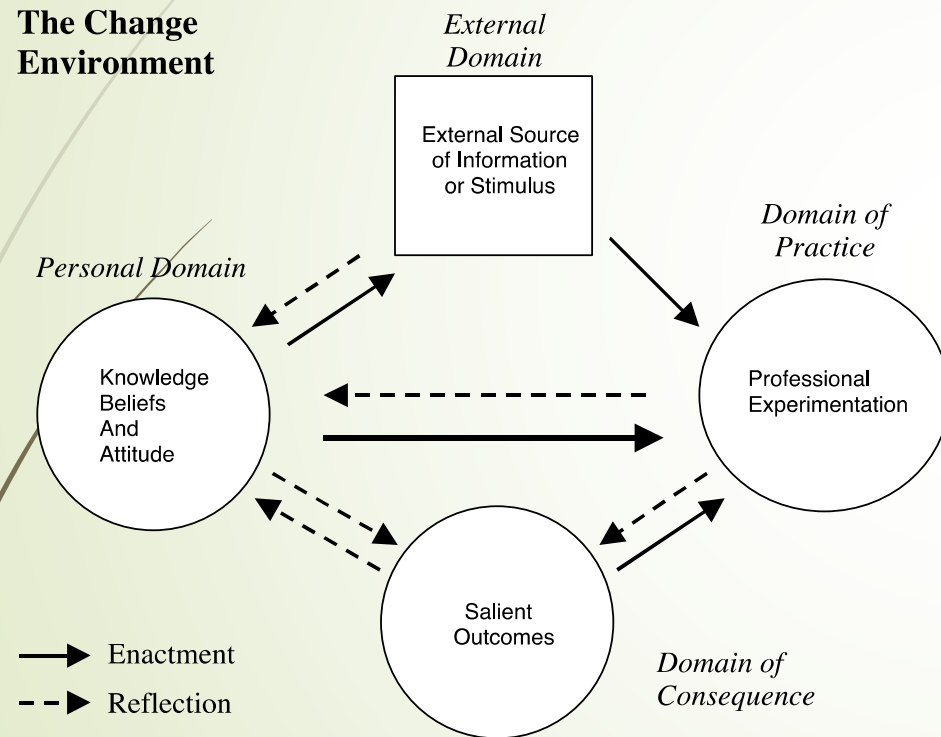 The Change
Environment
External
Domain
External Source
of Information
or Stimulus
Domain of
Practice
Personal Domain
Knowledge
Beliefs
And
Attitude
Professional
Experimentation
Salient
Outcomes
Enactment
Reflection
Domain of
Consequence